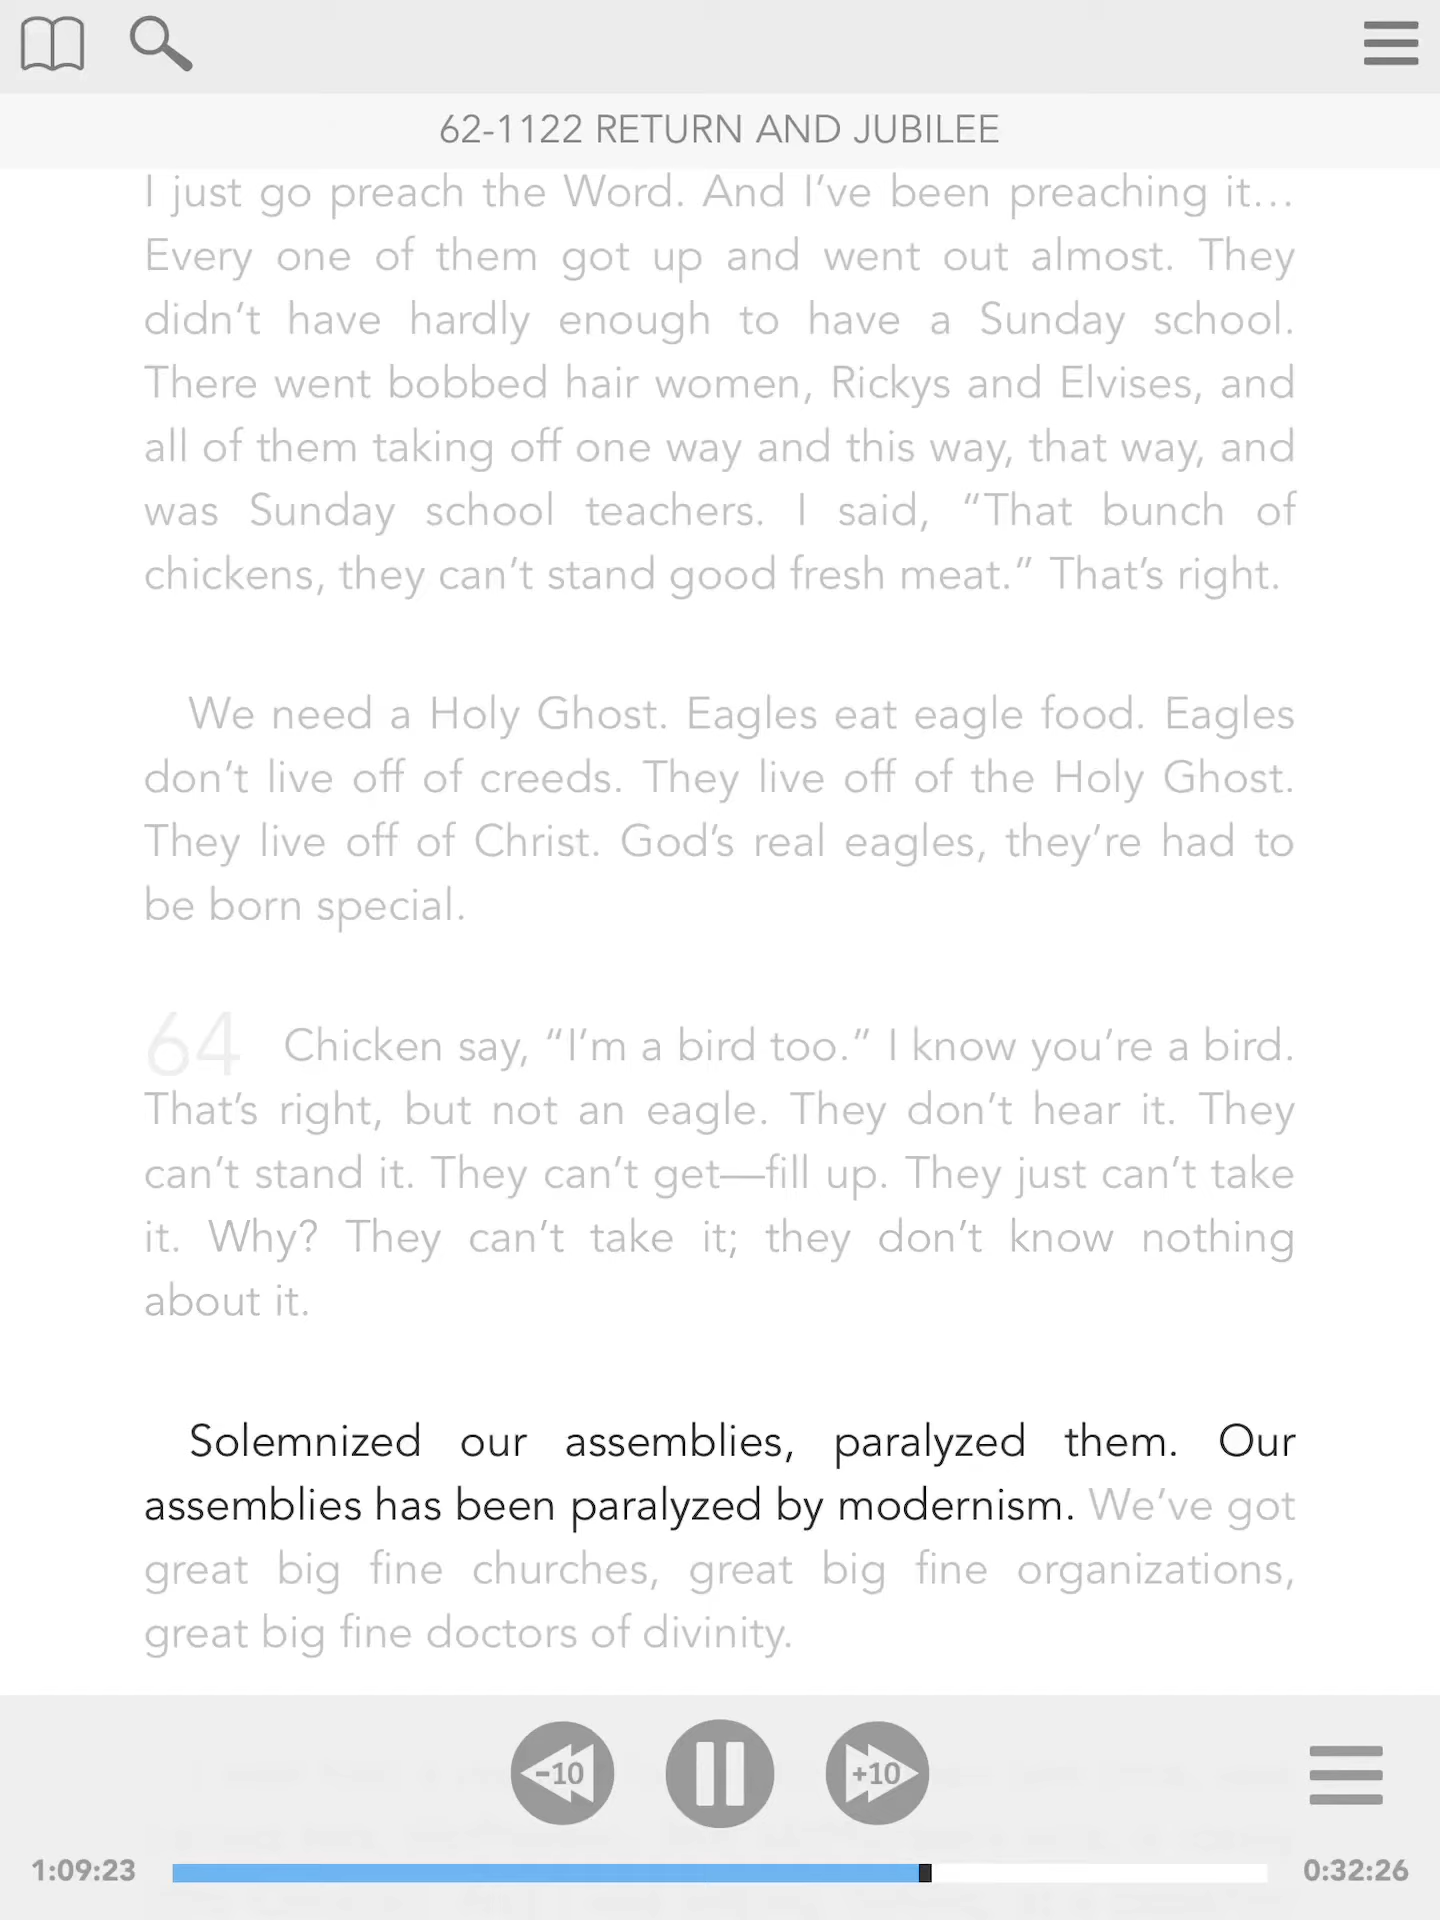 62-1122 RETURN AND JUBILEE
I just go preach the Word. And I’ve been preaching it…
Every one of them got up and went out almost. They
didn’t have hardly enough to have a Sunday school.
There went bobbed hair women, Rickys and Elvises, and
all of them taking off one way and this way, that way, and
was Sunday school teachers. I said, “That bunch of
chickens, they can’t stand good fresh meat.” That’s right.
We need a Holy Ghost. Eagles eat eagle food. Eagles
don’t live off of creeds. They live off of the Holy Ghost.
They live off of Christ. God’s real eagles, they’re had to
be born special.
64 Chicken say, “I’m a bird too.” I know you’re a bird.
That’s right, but not an eagle. They don’t hear it. They
can’t stand it. They can’t get—fill up. They just can’t take
it. Why? They can’t take it; they don’t know nothing
about it.
Solemnized our assemblies, paralyzed them. Our
assemblies has been paralyzed by modernism. We’ve got
great big fine churches, great big fine organizations,
great big fine doctors of divinity.
-10 +10
1:09:23 0:32:26